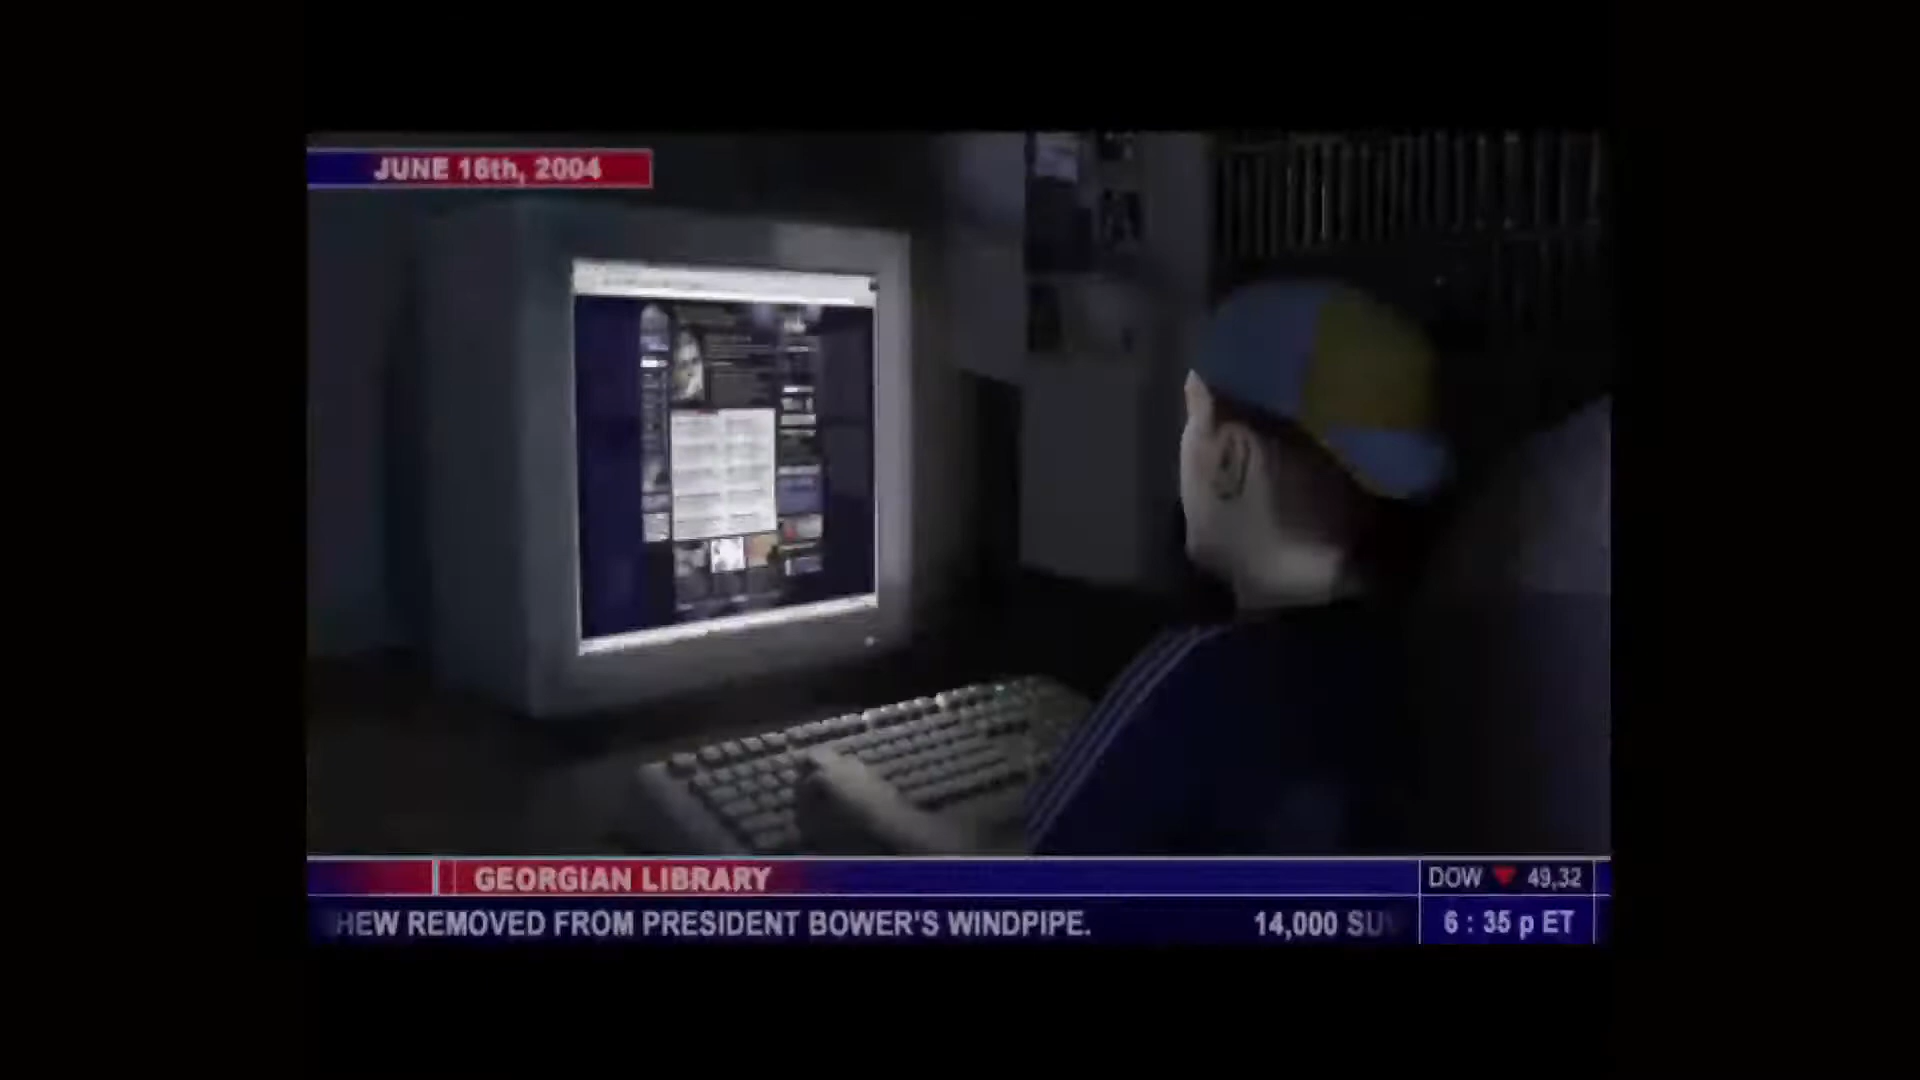 JUNE 16th, 2004
GEORGIAN LIBRARY
DOW 49,32
HEW REMOVED FROM PRESIDENT BOWER'S WINDPIPE.
14,000
6 : 35 p ET